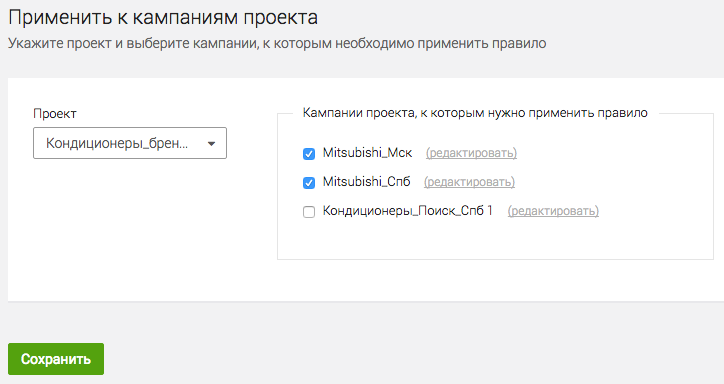 Применить к кампаниям проекта
Укажите проект и выберите кампании, к которым необходимо применить правило
Проект
Кондиционеры_брен...
Кампании проекта, к которым нужно применить правило
Mitsubishi_Мск (редактировать)
Mitsubishi_Спб (редактировать)
Кондиционеры_Поиск_Спб 1 (редактировать)
Сохранить